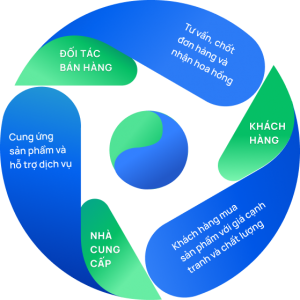 ĐỐI TÁC
BÁN HÀNG
Tư vấn, chốt
đơn hàng và
nhận hoa hồng
KHÁCH
HÀNG
Khách hàng mua
sản phẩm với giá cạnh
tranh và chất lượng
NHÀ
CUNG
CẤP
Cung ứng
sản phẩm và
hỗ trợ dịch vụ